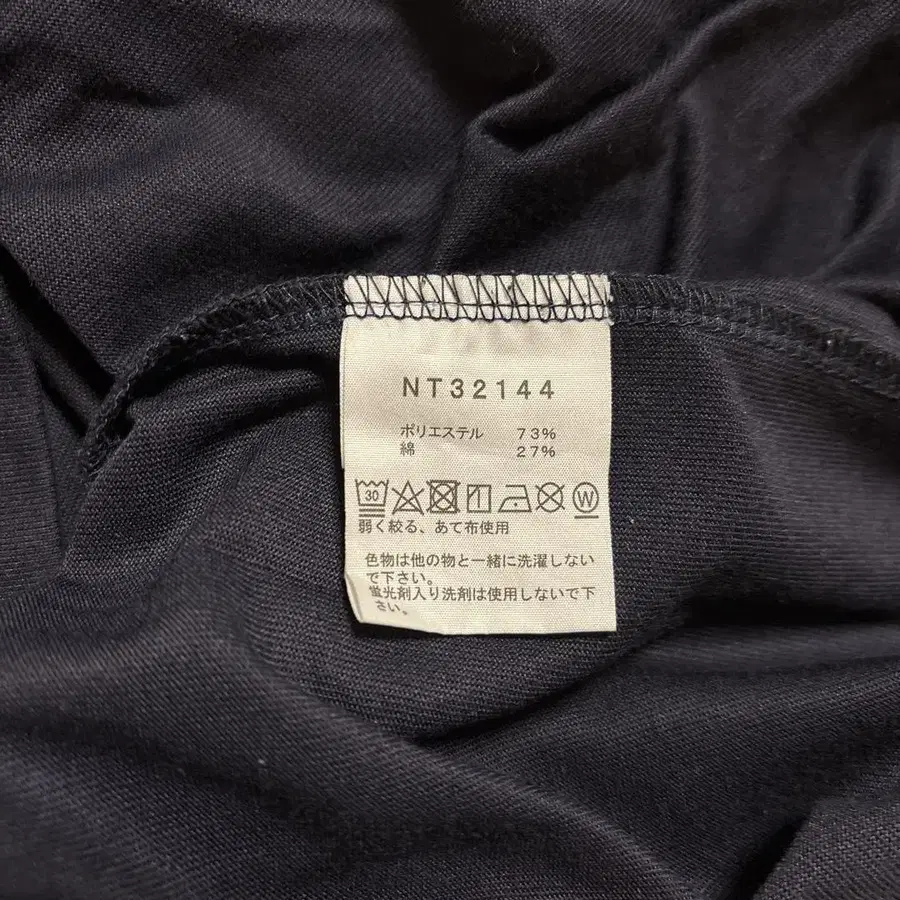 NT32144
ポリエステル 73%
綿 27%
30 W
弱く絞る、あて布使用
色物は他の物と一緒に洗濯しない
で下さい。
蛍光剤入り洗剤は使用しないで下
さい。